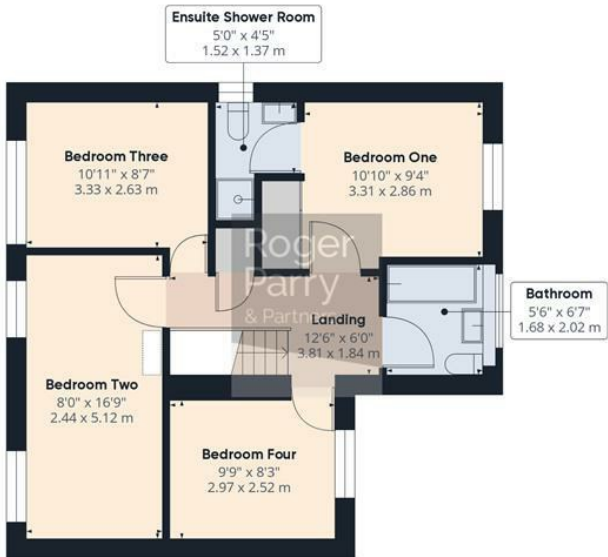 Ensuite Shower Room
5'0" x 4'5"
1.52 x 1.37 m
Bedroom Three
10'11" x 8'7"
3.33 x 2.63 m
Bedroom One
10'10" x 9'4"
3.31 x 2.86 m
Roger
Parry
& Partners
Landing
12'6" x 6'0"
3.81 x 1.84 m
Bathroom
5'6" x 6'7"
1.68 x 2.02 m
Bedroom Two
8'0" x 16'9"
2.44 x 5.12 m
Bedroom Four
9'9" x 8'3"
2.97 x 2.52 m